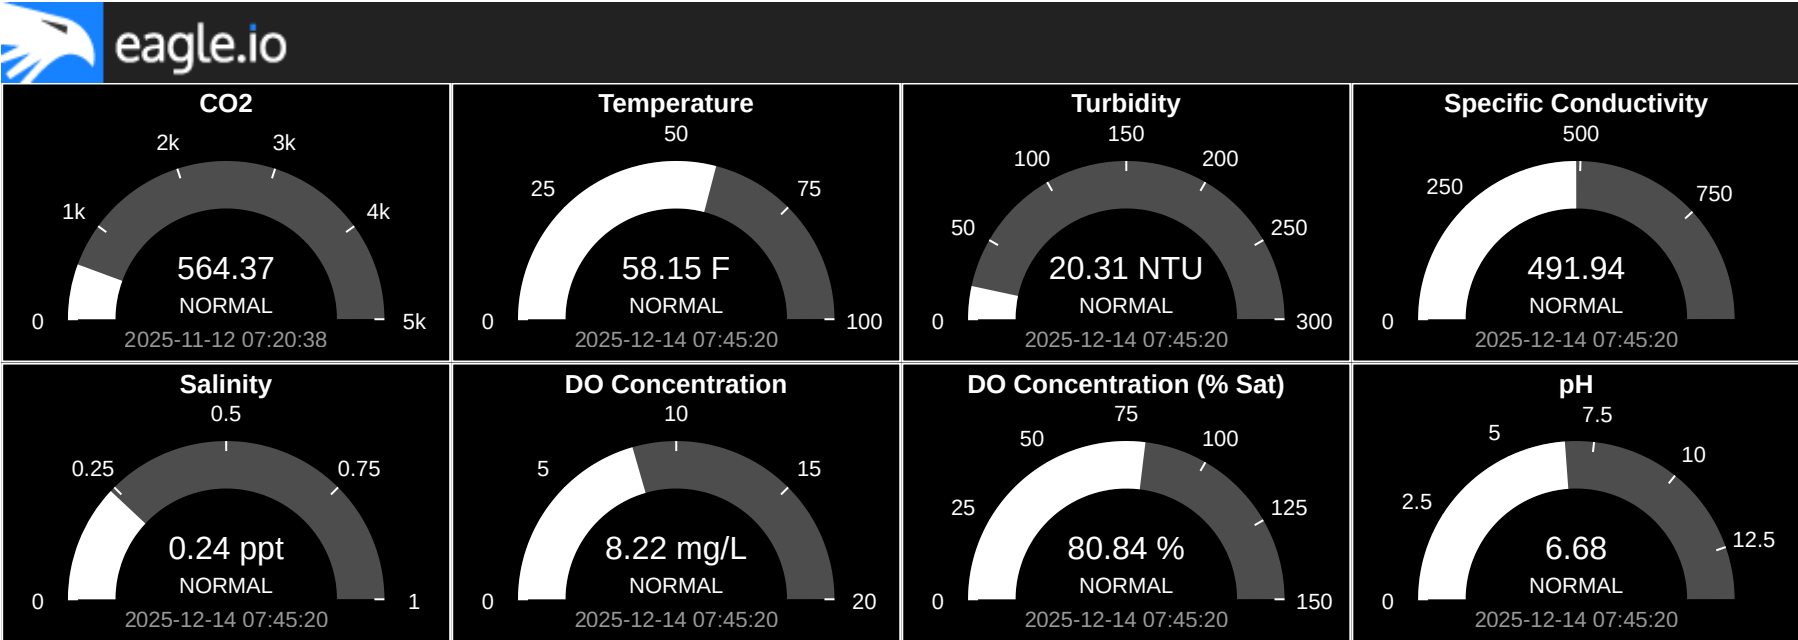 eagle.io
CO2
2k 3k
1k 4k
564.37
NORMAL
0 5k
2025-11-12 07:20:38
Temperature
50
25 75
58.15 F
NORMAL
0 100
2025-12-14 07:45:20
Turbidity
150
100 200
50 250
20.31 NTU
NORMAL
0 300
2025-12-14 07:45:20
Specific Conductivity
500
250 750
491.94
NORMAL
0
2025-12-14 07:45:20
Salinity
0.5
0.25 0.75
0.24 ppt
NORMAL
0 1
2025-12-14 07:45:20
DO Concentration
10
5 15
8.22 mg/L
NORMAL
0 20
2025-12-14 07:45:20
DO Concentration (% Sat)
75
50 100
25 125
80.84 %
NORMAL
0 150
2025-12-14 07:45:20
pH
7.5
5 10
2.5 12.5
6.68
NORMAL
0
2025-12-14 07:45:20